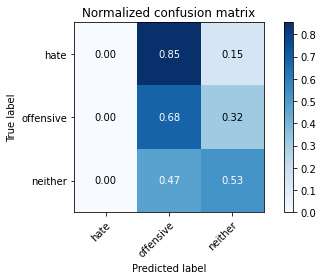 Normalized confusion matrix
True label
hate
offensive
neither
0.00 0.85 0.15
0.00 0.68 0.32
0.00 0.47 0.53
hate
offensive
neither
Predicted label
0.8
0.7
0.6
0.5
0.4
0.3
0.2
0.1
0.0